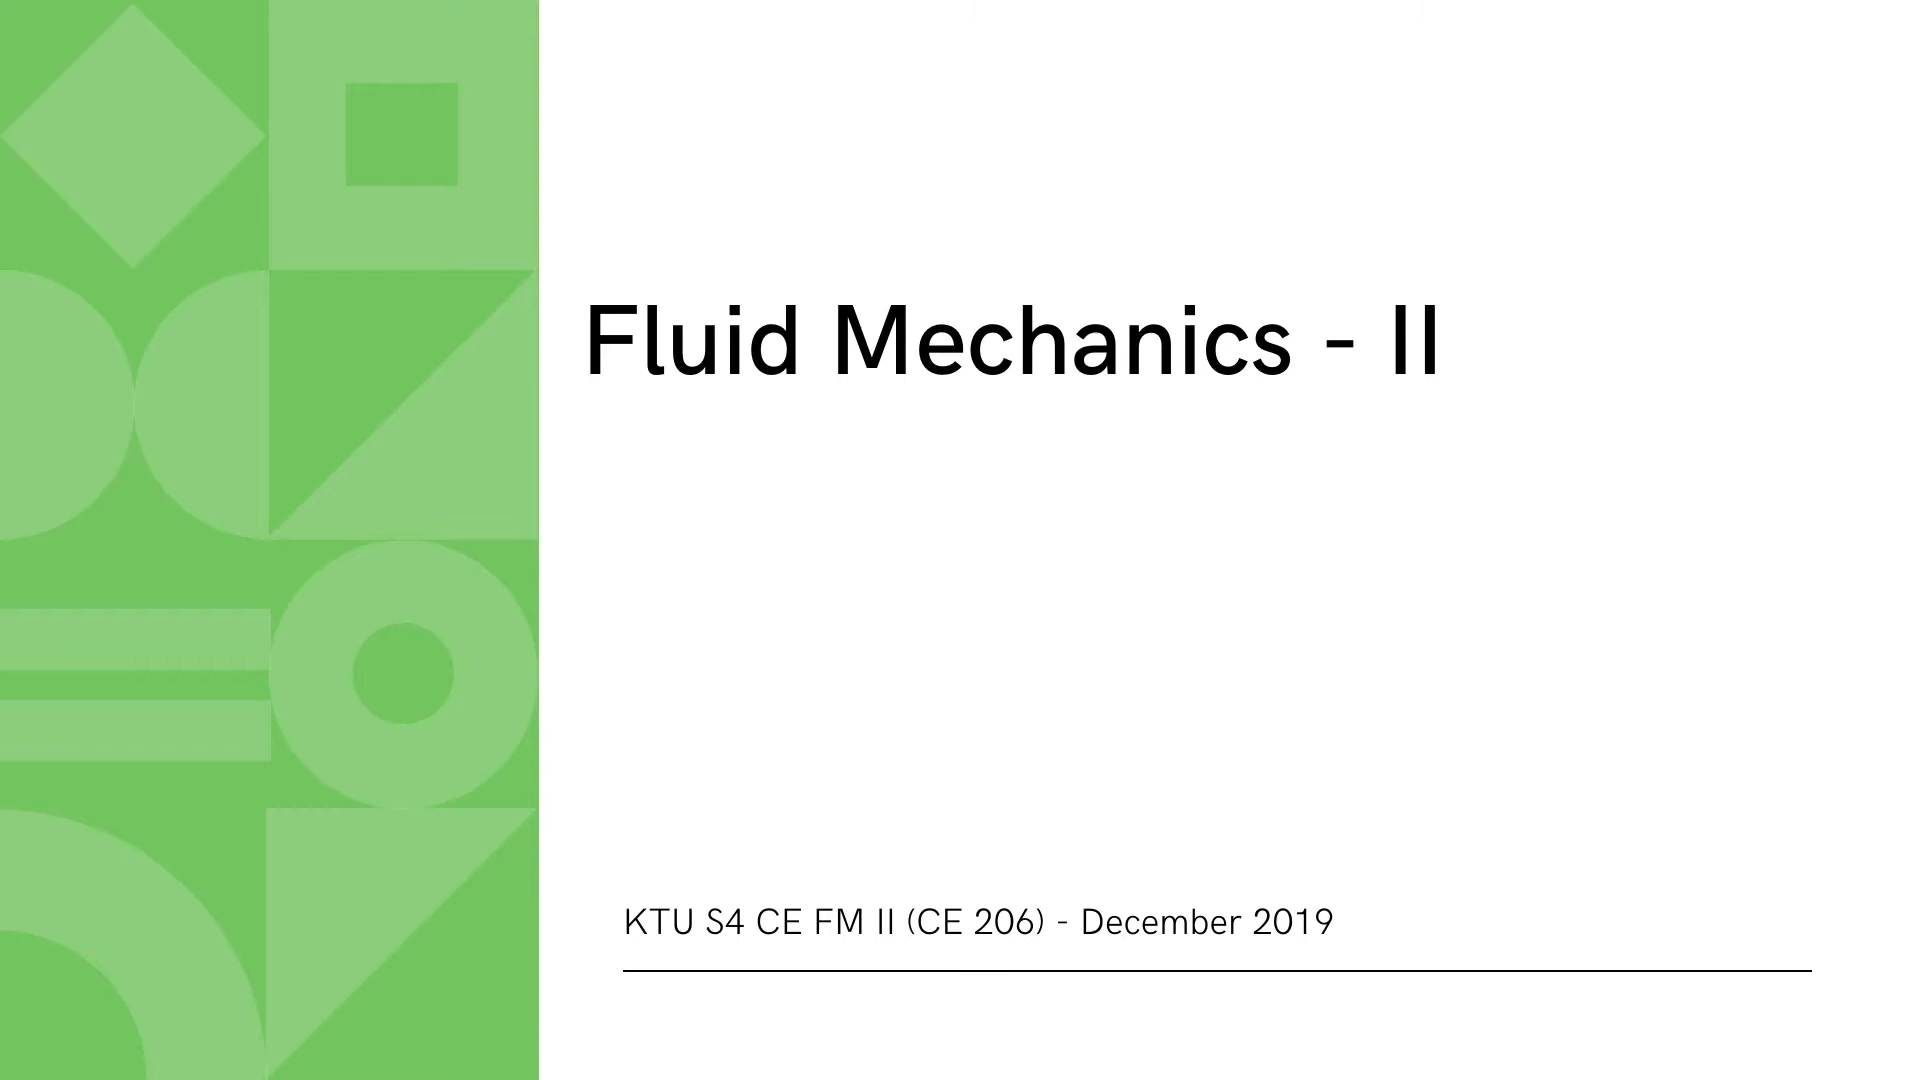 Fluid Mechanics - II
KTU S4 CE FM II (CE 206) - December 2019